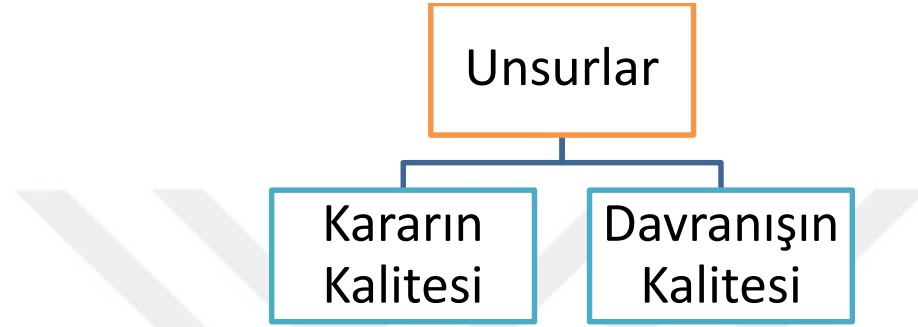 Unsurlar
Kararın
Kalitesi
Davranışın
Kalitesi